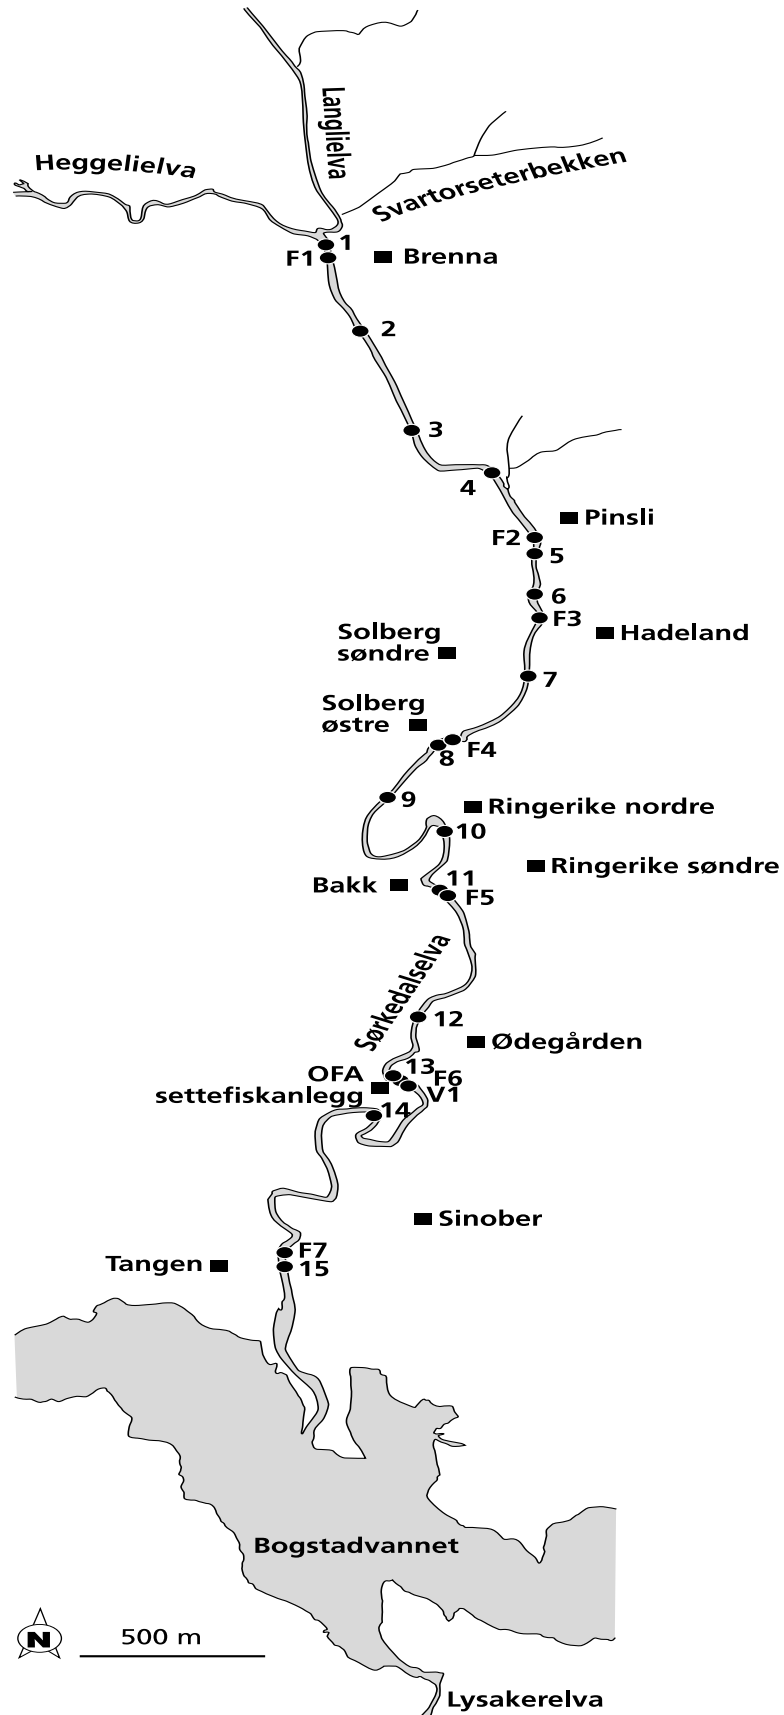 Langlielva
Heggelielva
Svartorseterbekken
1
F1
Brenna
2
3
4
Pinsli
F2
5
6
F3
Hadeland
Solberg
søndre
7
Solberg
østre
F4
8
9
Ringerike nordre
10
Ringerike søndre
Bakk
11
F5
Sørkedalselva
12
Ødegården
13
OFA
settefiskanlegg
F6
V1
14
Sinober
F7
Tangen
15
Bogstadvannet
N
500 m
Lysakerelva